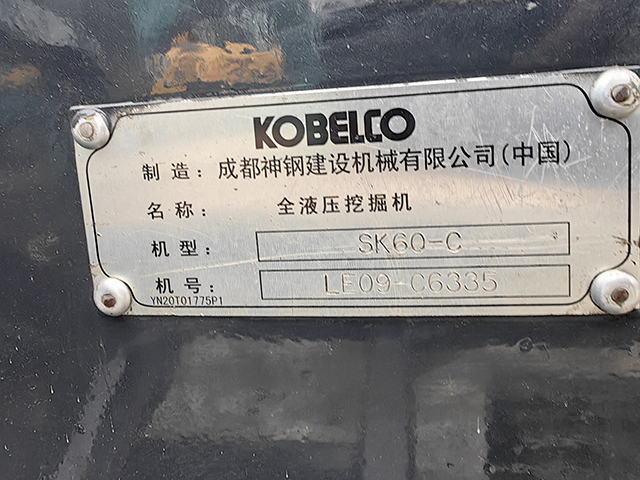 KOBELCO
制造：成都神钢建设机械有限公司(中国)
名称：全液压挖掘机
机型：SK60-C
机号：LF09-C6335
YN20T01775P1